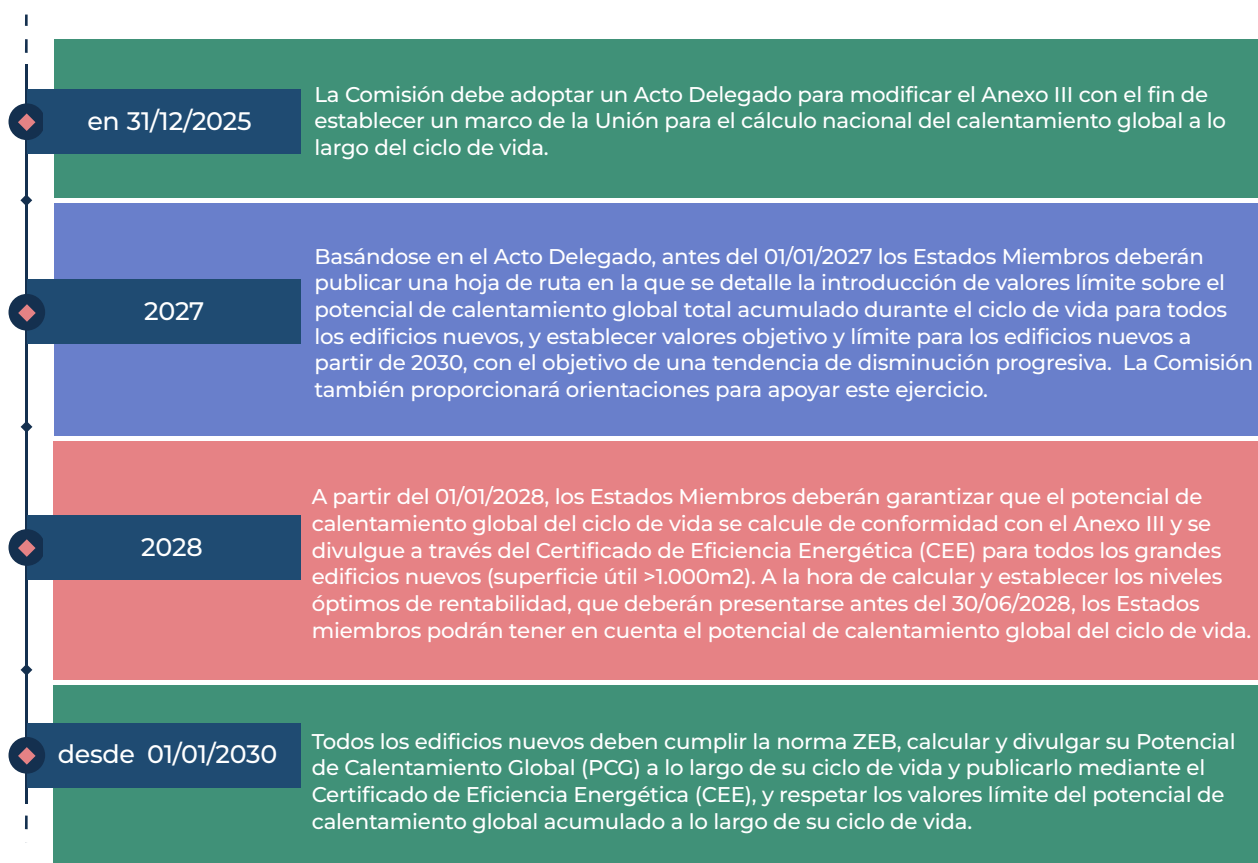 en 31/12/2025
La Comisión debe adoptar un Acto Delegado para modificar el Anexo III con el fin de
establecer un marco de la Unión para el cálculo nacional del calentamiento global a lo
largo del ciclo de vida.
2027
Basándose en el Acto Delegado, antes del 01/01/2027 los Estados Miembros deberán
publicar una hoja de ruta en la que se detalle la introducción de valores límite sobre el
potencial de calentamiento global total acumulado durante el ciclo de vida para todos
los edificios nuevos, y establecer valores objetivo y límite para los edificios nuevos a
partir de 2030, con el objetivo de una tendencia de disminución progresiva. La Comisión
también proporcionará orientaciones para apoyar este ejercicio.
2028
A partir del 01/01/2028, los Estados Miembros deberán garantizar que el potencial de
calentamiento global del ciclo de vida se calcule de conformidad con el Anexo III y se
divulgue a través del Certificado de Eficiencia Energética (CEE) para todos los grandes
edificios nuevos (superficie útil >1.000m2). A la hora de calcular y establecer los niveles
óptimos de rentabilidad, que deberán presentarse antes del 30/06/2028, los Estados
miembros podrán tener en cuenta el potencial de calentamiento global del ciclo de vida.
desde 01/01/2030
Todos los edificios nuevos deben cumplir la norma ZEB, calcular y divulgar su Potencial
de Calentamiento Global (PCG) a lo largo de su ciclo de vida y publicarlo mediante el
Certificado de Eficiencia Energética (CEE), y respetar los valores límite del potencial de
calentamiento global acumulado a lo largo de su ciclo de vida.